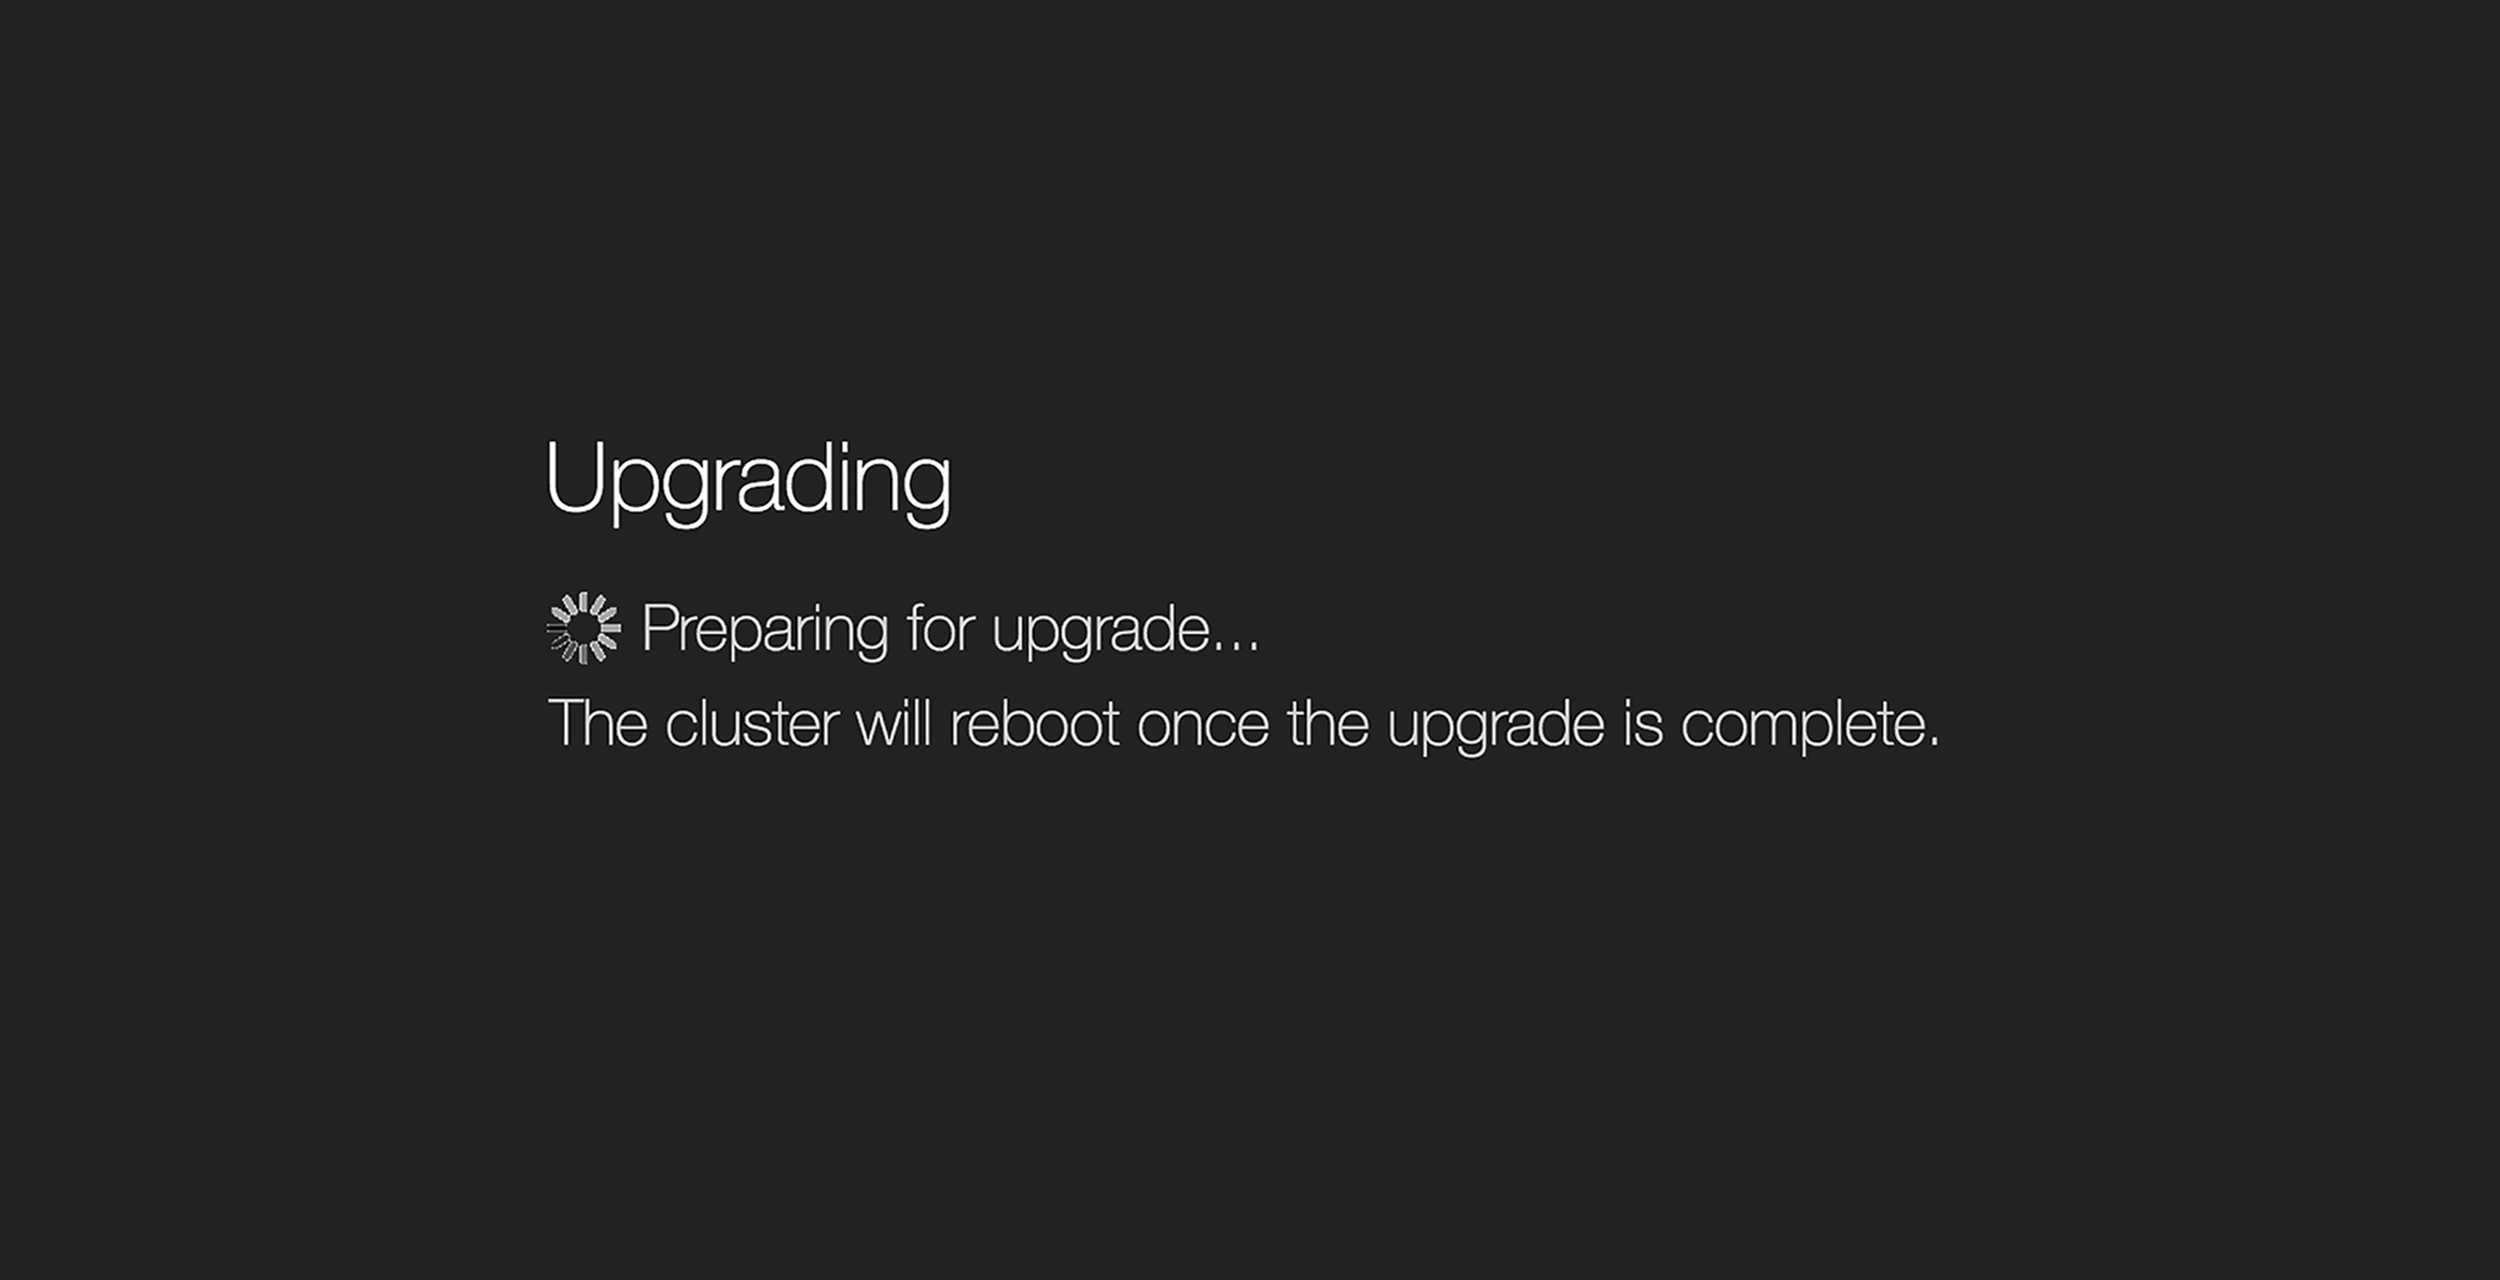 Upgrading
Preparing for upgrade...
The cluster will reboot once the upgrade is complete.